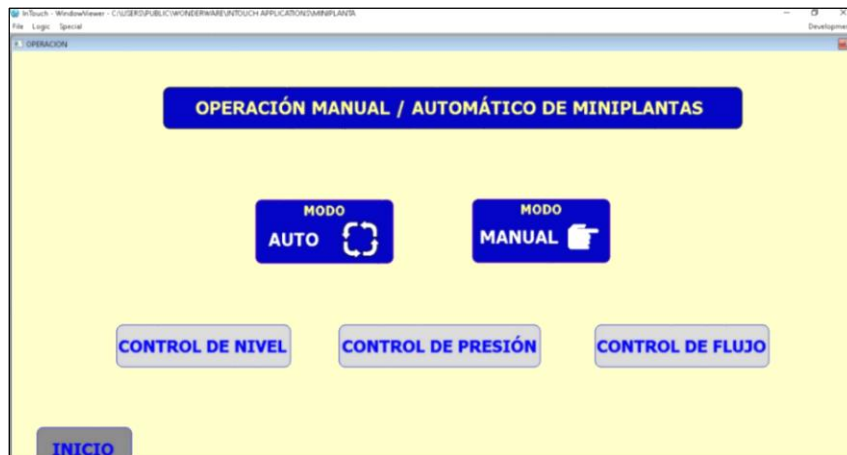 InTouch - WindowViewer - C:\USERS\PUBLIC\WONDERWARE\INTOUCH APPLICATIONS\MINIPLANTA
File Logic Special
Developmen
OPERACION
OPERACIÓN MANUAL / AUTOMÁTICO DE MINIPLANTAS
MODO
AUTO
MODO
MANUAL
CONTROL DE NIVEL
CONTROL DE PRESIÓN
CONTROL DE FLUJO
INICIO